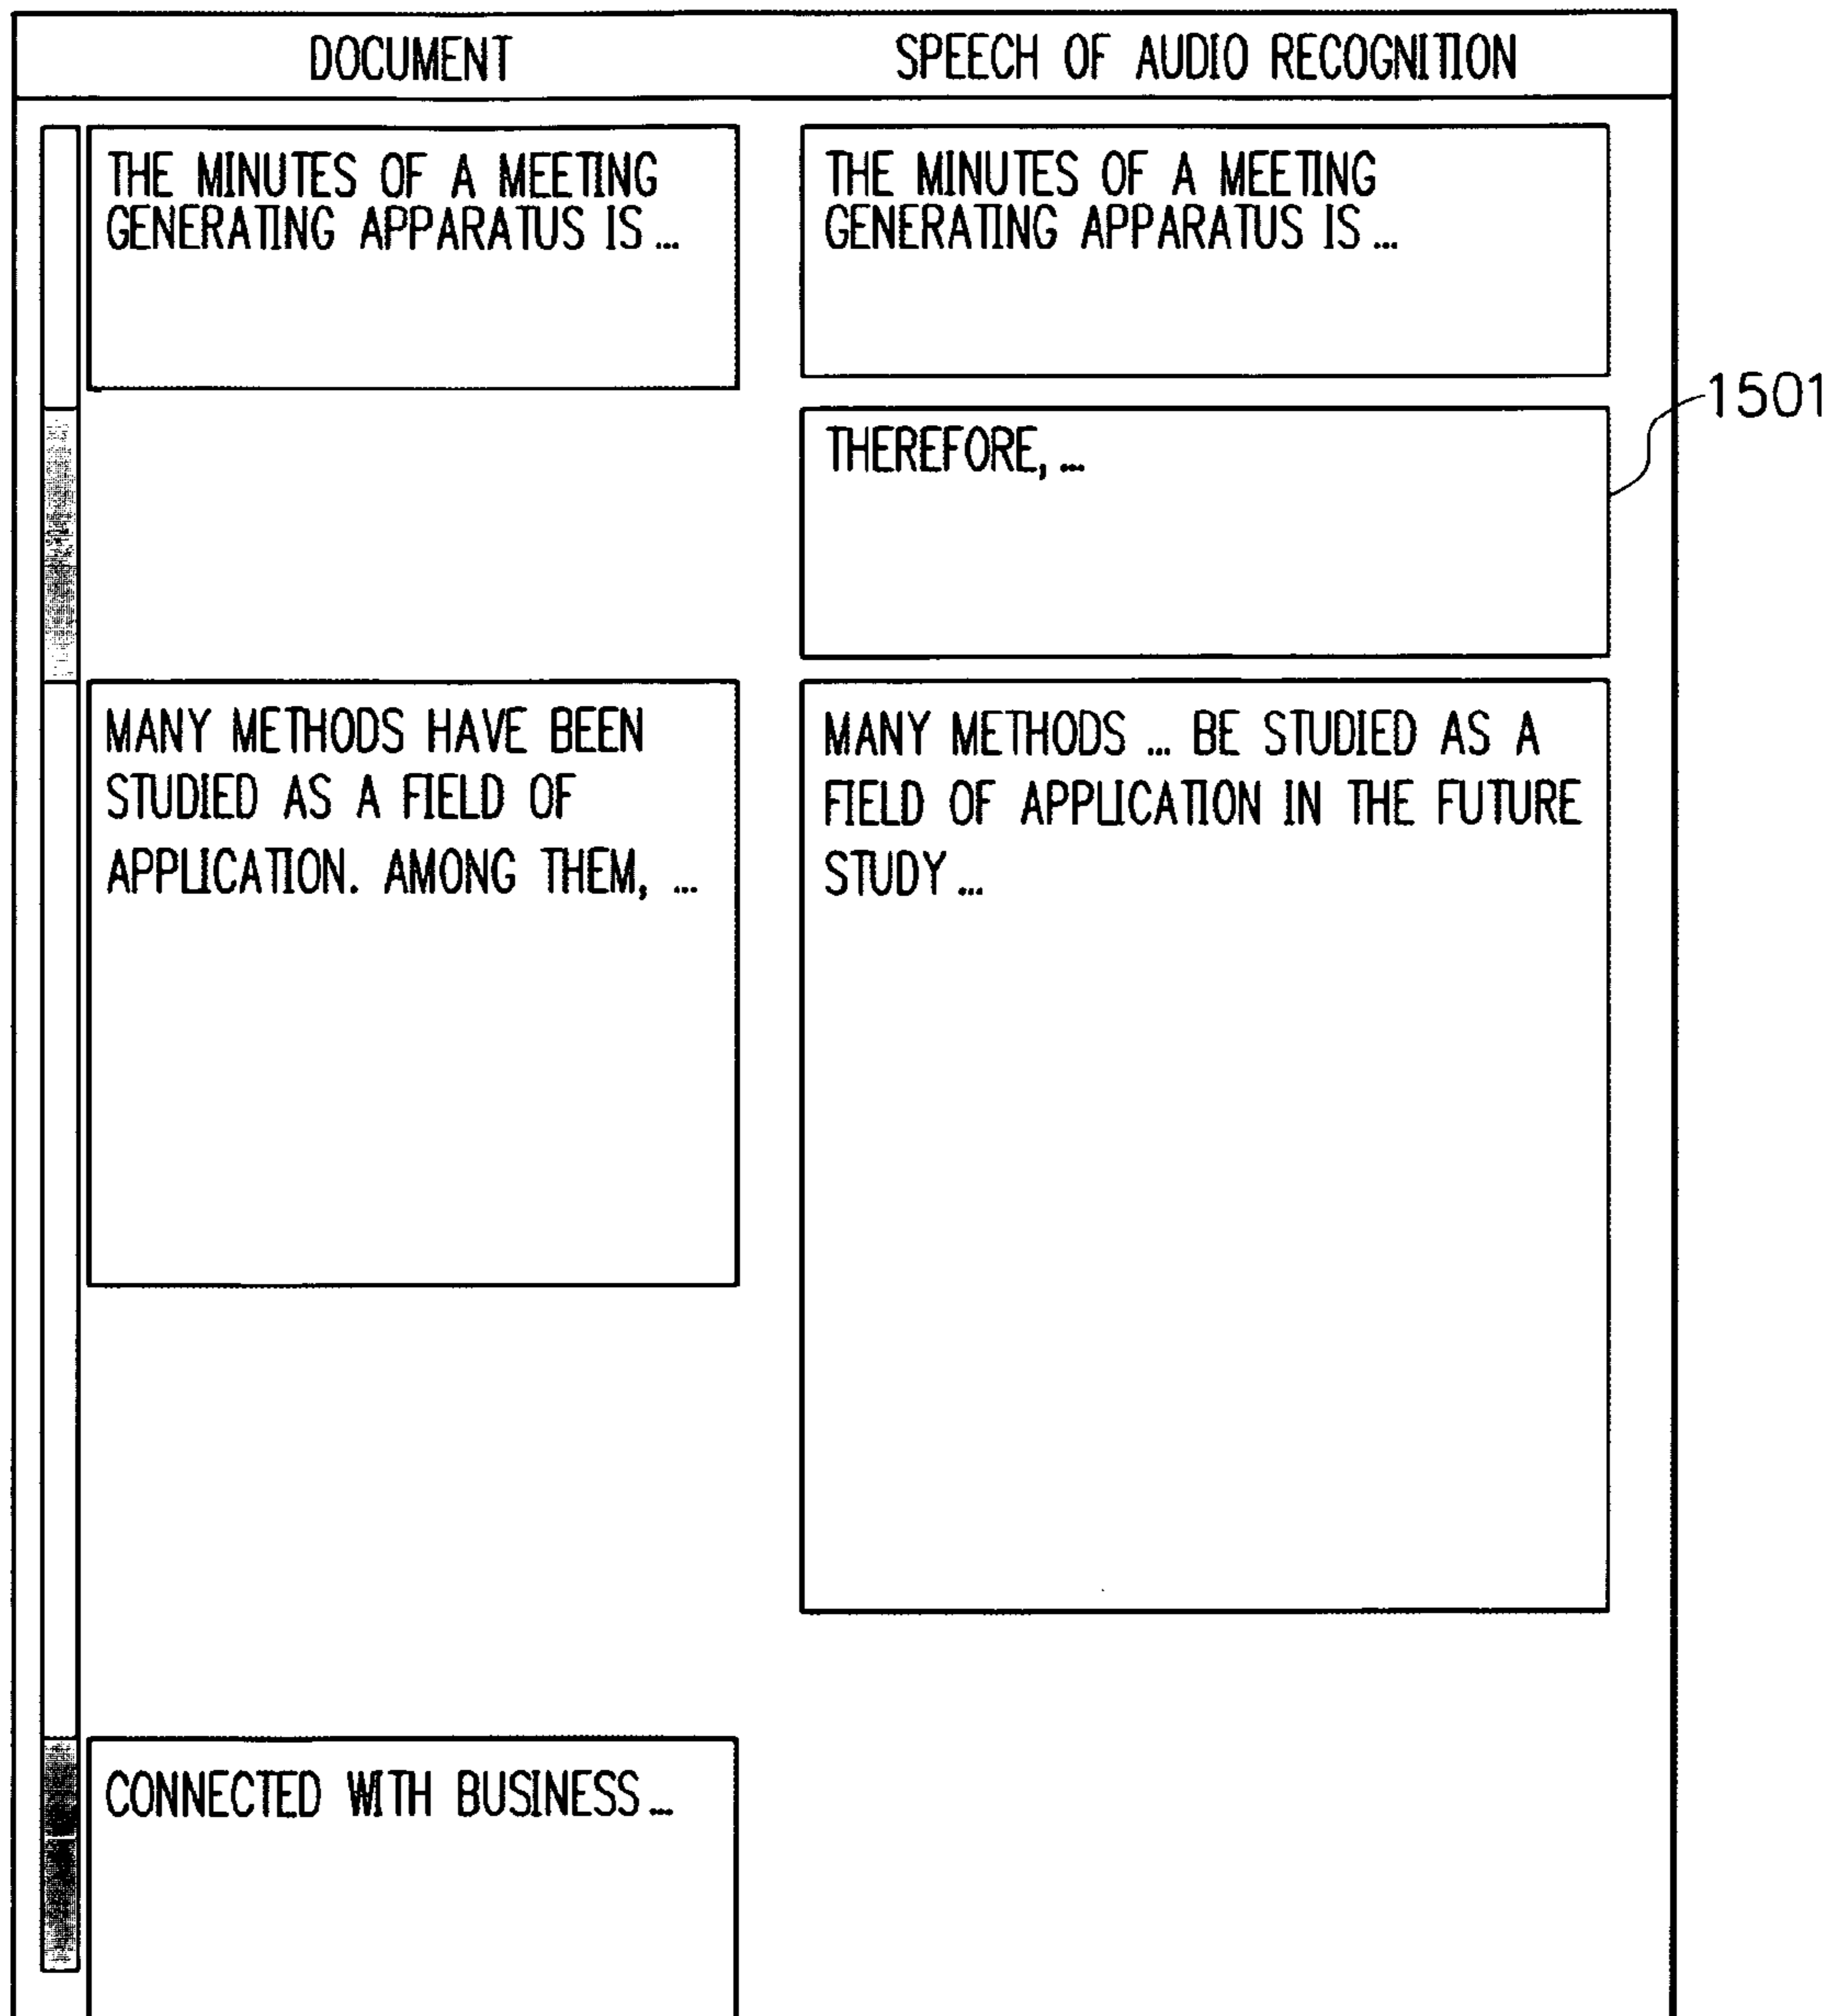 DOCUMENT
SPEECH OF AUDIO RECOGNITION
THE MINUTES OF A MEETING
GENERATING APPARATUS IS ...
THE MINUTES OF A MEETING
GENERATING APPARATUS IS ...
1501
THEREFORE, ...
MANY METHODS HAVE BEEN
STUDIED AS A FIELD OF
APPLICATION. AMONG THEM, ...
MANY METHODS ... BE STUDIED AS A
FIELD OF APPLICATION IN THE FUTURE
STUDY ...
CONNECTED WITH BUSINESS ...